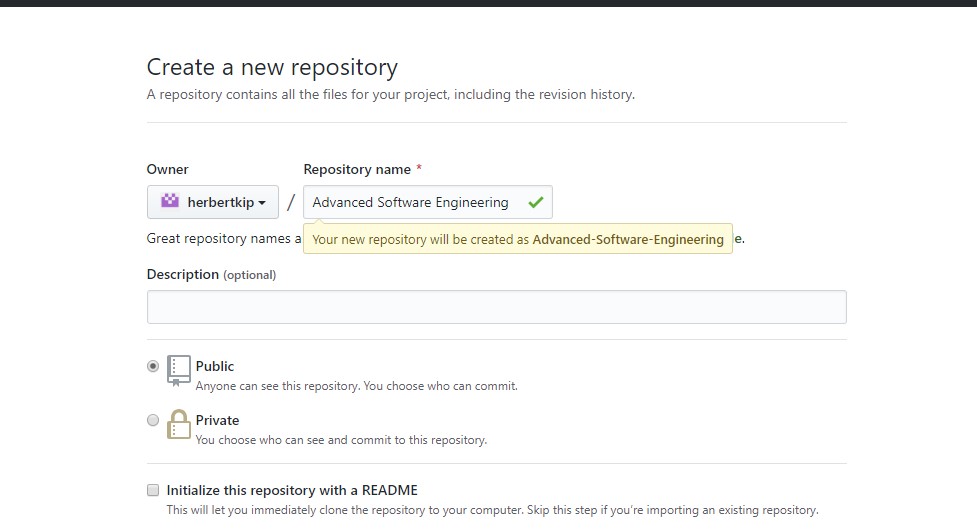 Create a new repository
A repository contains all the files for your project, including the revision history.
Owner
Repository name *
herbertkip / Advanced Software Engineering
Great repository names a
Your new repository will be created as Advanced-Software-Engineering
e.
Description (optional)
Public
Anyone can see this repository. You choose who can commit.
Private
You choose who can see and commit to this repository.
Initialize this repository with a README
This will let you immediately clone the repository to your computer. Skip this step if you’re importing an existing repository.